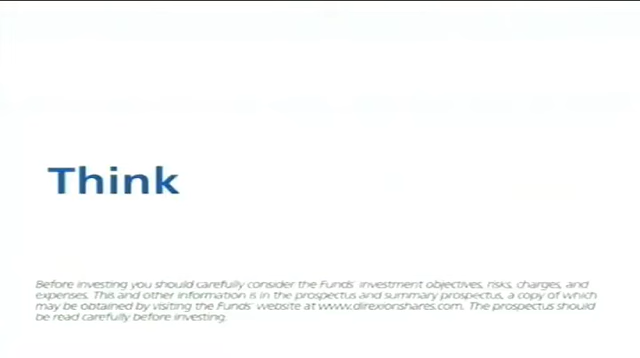 Think
Before investing you should carefully consider the Funds' investment objectives, risks, charges, and
expenses. This and other information is in the prospectus and summary prospectus, a copy of which
may be obtained by visiting the Funds' website at www.direxionshares.com. The prospectus should
be read carefully before investing.